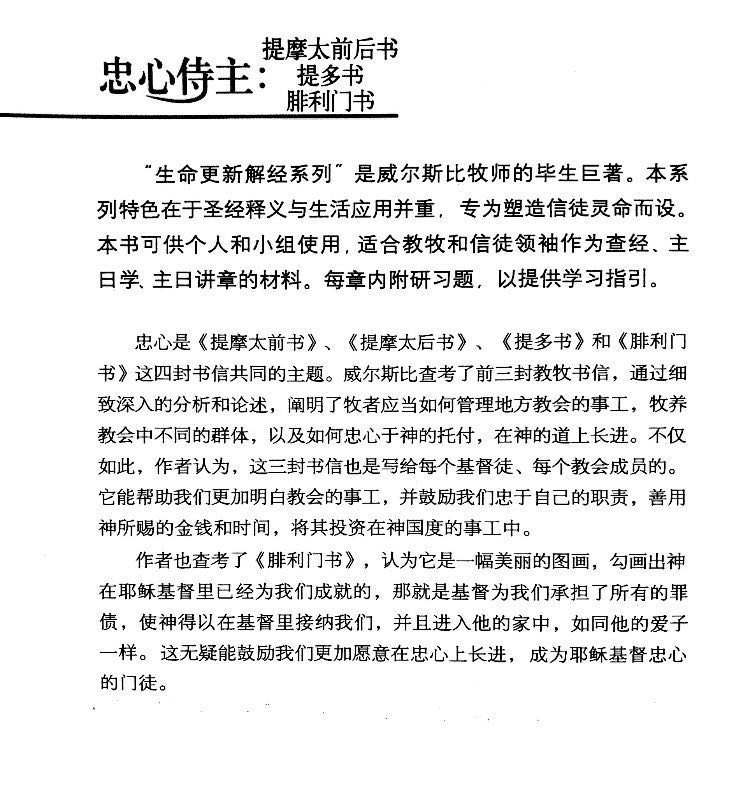 忠心侍主：
提摩太前后书
提多书
腓利门书
“生命更新解经系列”是威尔斯比牧师的毕生巨著。本系
列特色在于圣经释义与生活应用并重，专为塑造信徒灵命而设。
本书可供个人和小组使用，适合教牧和信徒领袖作为查经、主
日学、主日讲章的材料。每章内附研习题，以提供学习指引。
忠心是《提摩太前书》、《提摩太后书》、《提多书》和《腓利门
书》这四封书信共同的主题。威尔斯比查考了前三封教牧书信，通过细
致深入的分析和论述，阐明了牧者应当如何管理地方教会的事工，牧养
教会中不同的群体，以及如何忠心于神的托付，在神的道上长进。不仅
如此，作者认为，这三封书信也是写给每个基督徒、每个教会成员的。
它能帮助我们更加明白教会的事工，并鼓励我们忠于自己的职责，善用
神所赐的金钱和时间，将其投资在神国度的事工中。
作者也查考了《腓利门书》，认为它是一幅美丽的图画，勾画出神
在耶稣基督里已经为我们成就的，那就是基督为我们承担了所有的罪
债，使神得以在基督里接纳我们，并且进入他的家中，如同他的爱子
一样。这无疑能鼓励我们更加愿意在忠心上长进，成为耶稣基督忠心
的门徒。